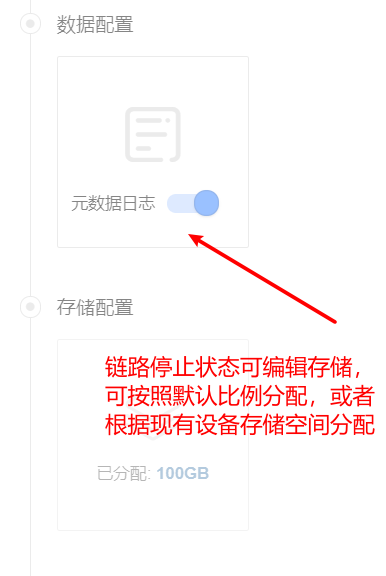 数据配置
元数据日志
存储配置
链路停止状态可编辑存储，
可按照默认比例分配，或者
根据现有设备存储空间分配
已分配: 100GB